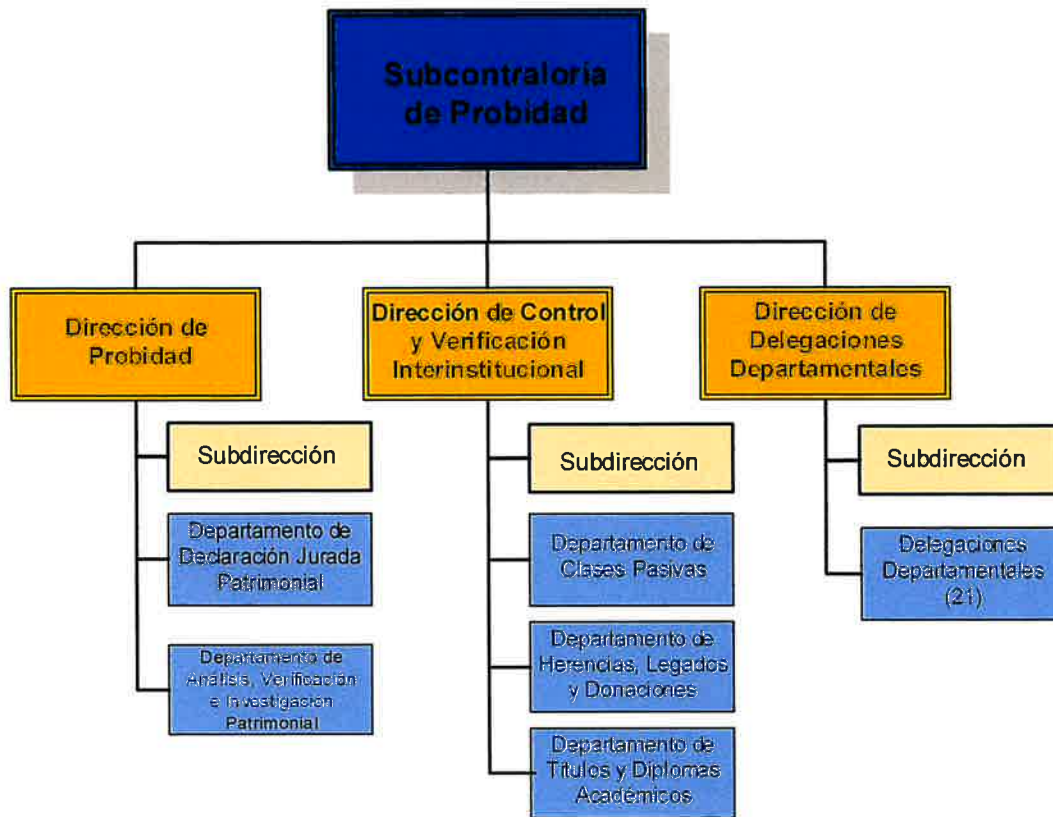 Subcontraloría
de Probidad
Dirección de
Probidad
Subdirección
Departamento de
Declaración Jurada
Patrimonial
Departamento de
Análisis, Verificación
e Investigación
Patrimonial
Dirección de Control
y Verificación
Interinstitucional
Subdirección
Departamento de
Clases Pasivas
Departamento de
Herencias, Legados
y Donaciones
Departamento de
Títulos y Diplomas
Académicos
Dirección de
Delegaciones
Departamentales
Subdirección
Delegaciones
Departamentales
(21)